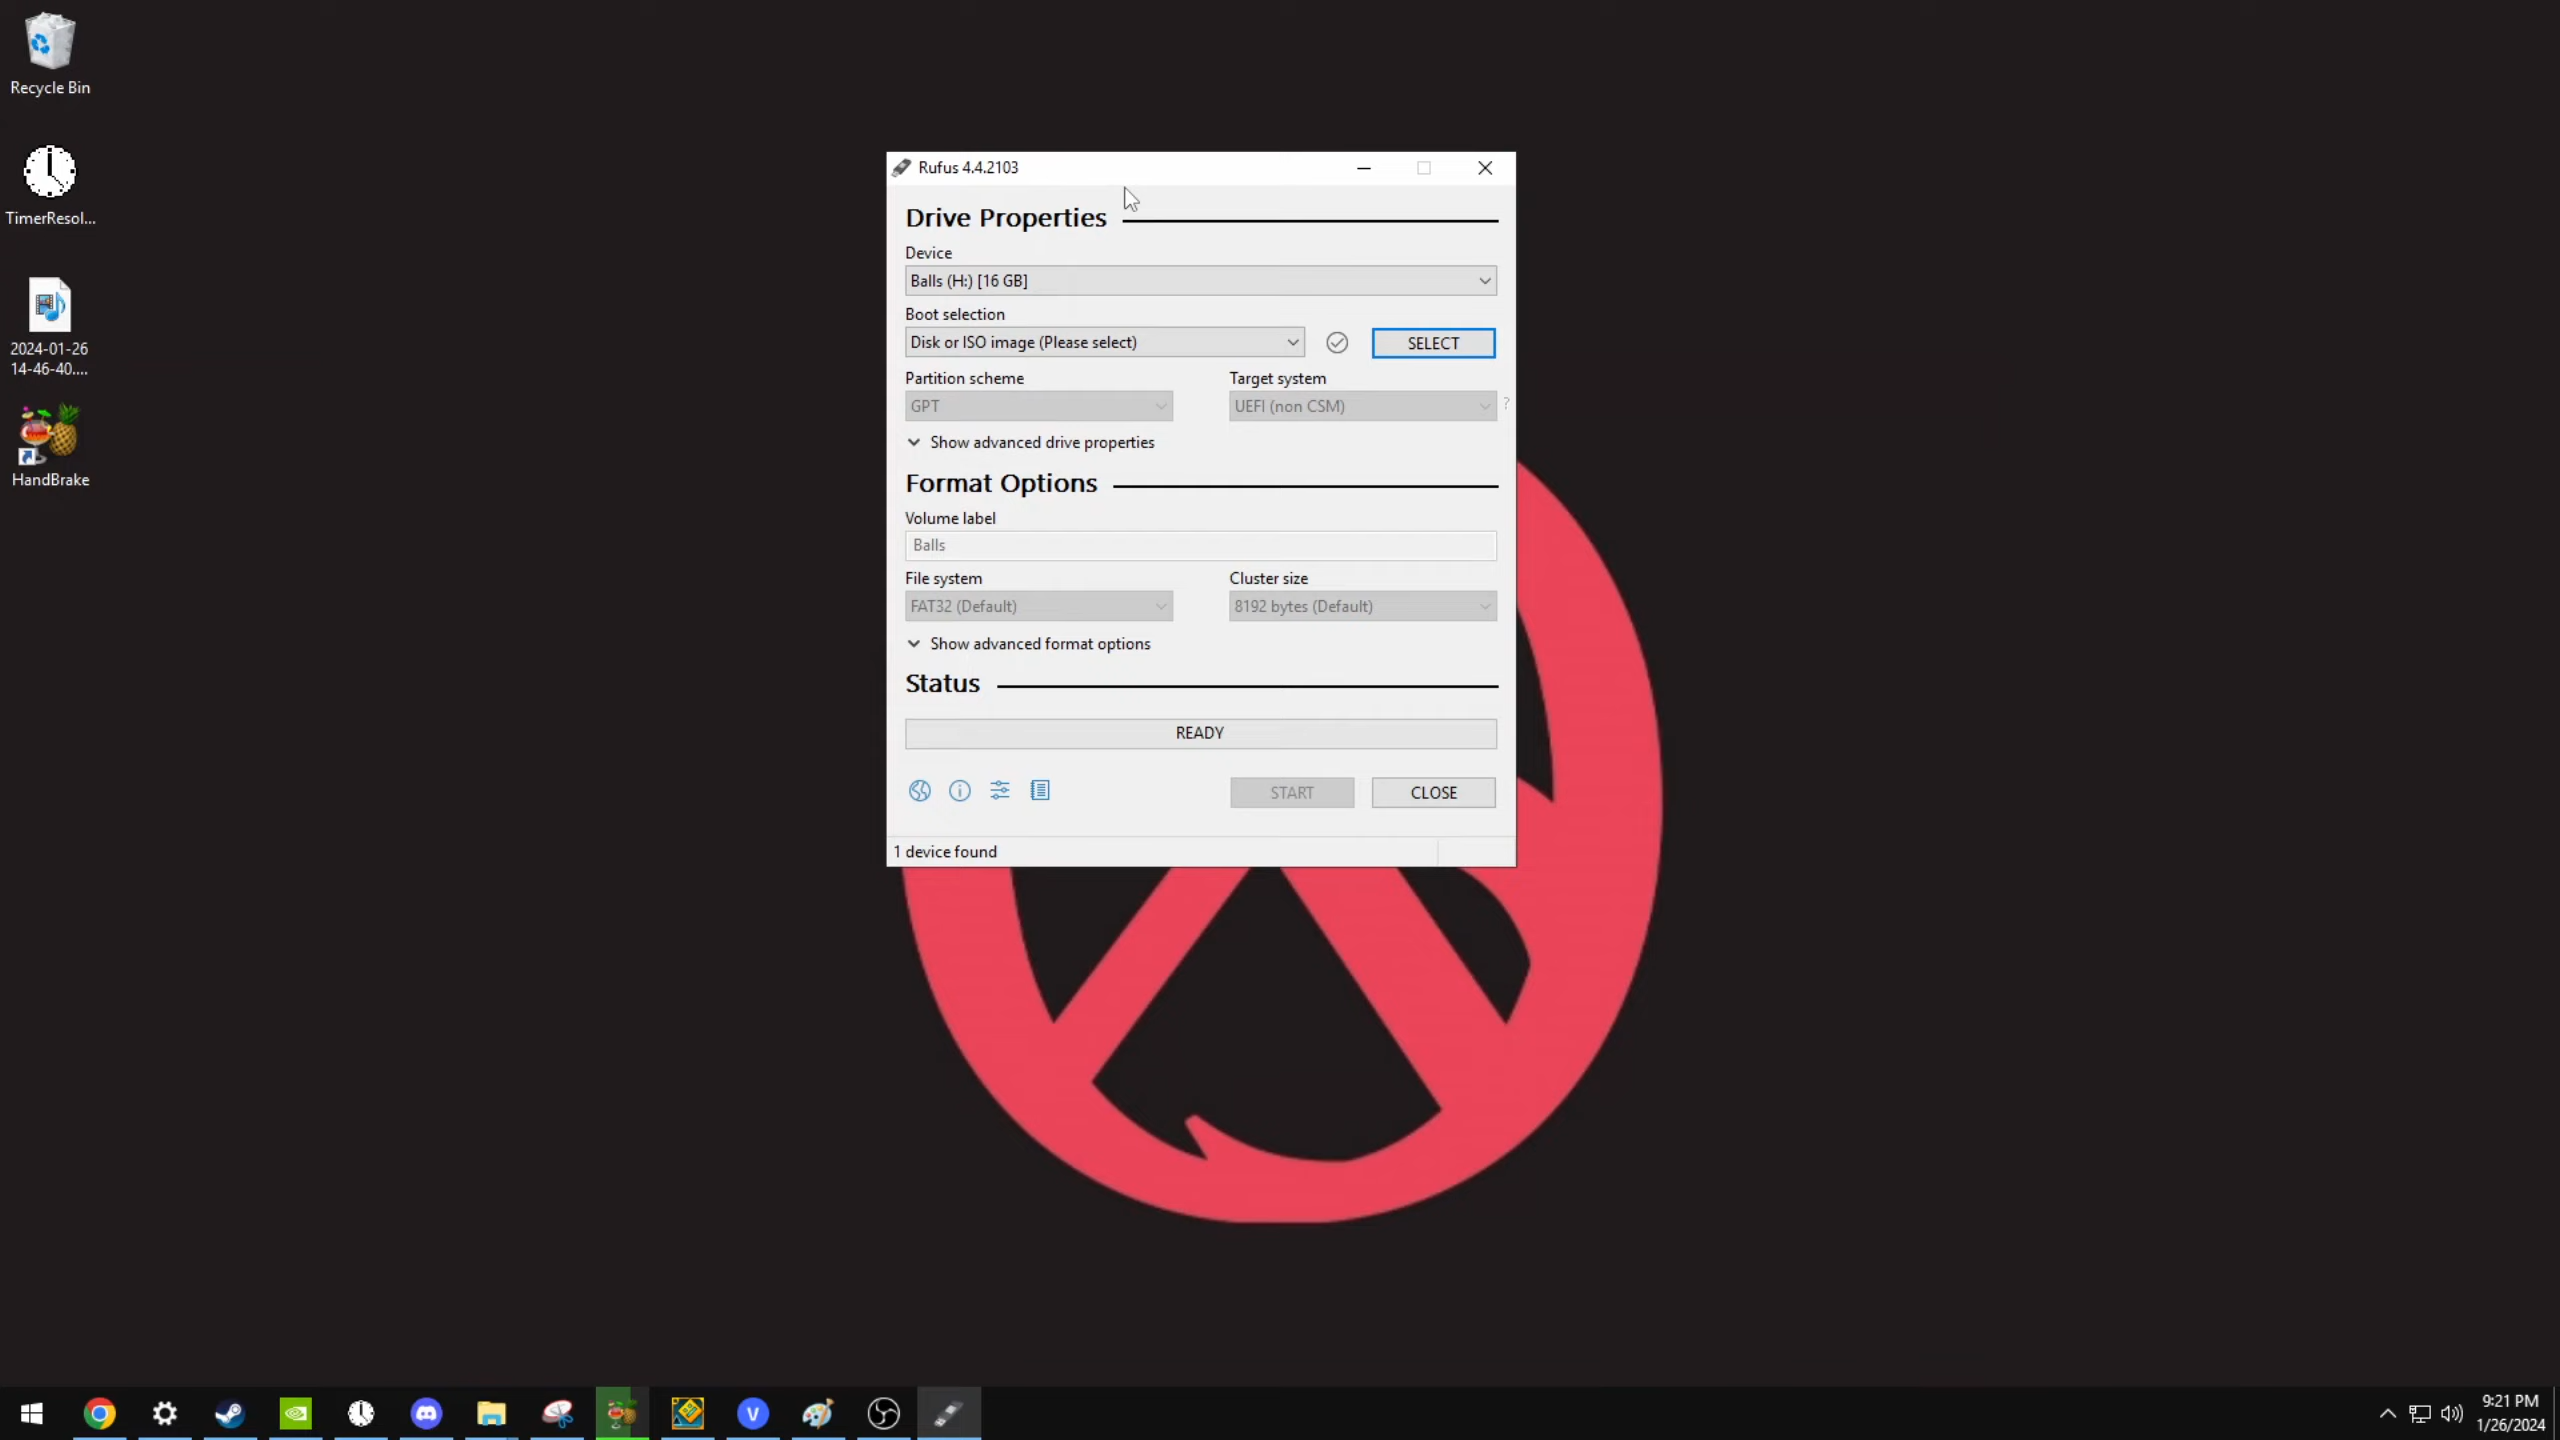 Recycle Bin
TimerResol...
2024-01-26
14-46-40....
HandBrake
Rufus 4.4.2103
Drive Properties
Device
Balls (H:) [16 GB]
Boot selection
Disk or ISO image (Please select)
SELECT
Partition scheme
Target system
GPT
UEFI (non CSM)
?
Show advanced drive properties
Format Options
Volume label
Balls
File system
Cluster size
FAT32 (Default)
8192 bytes (Default)
Show advanced format options
Status
READY
START
CLOSE
1 device found
V
9:21 PM
1/26/2024